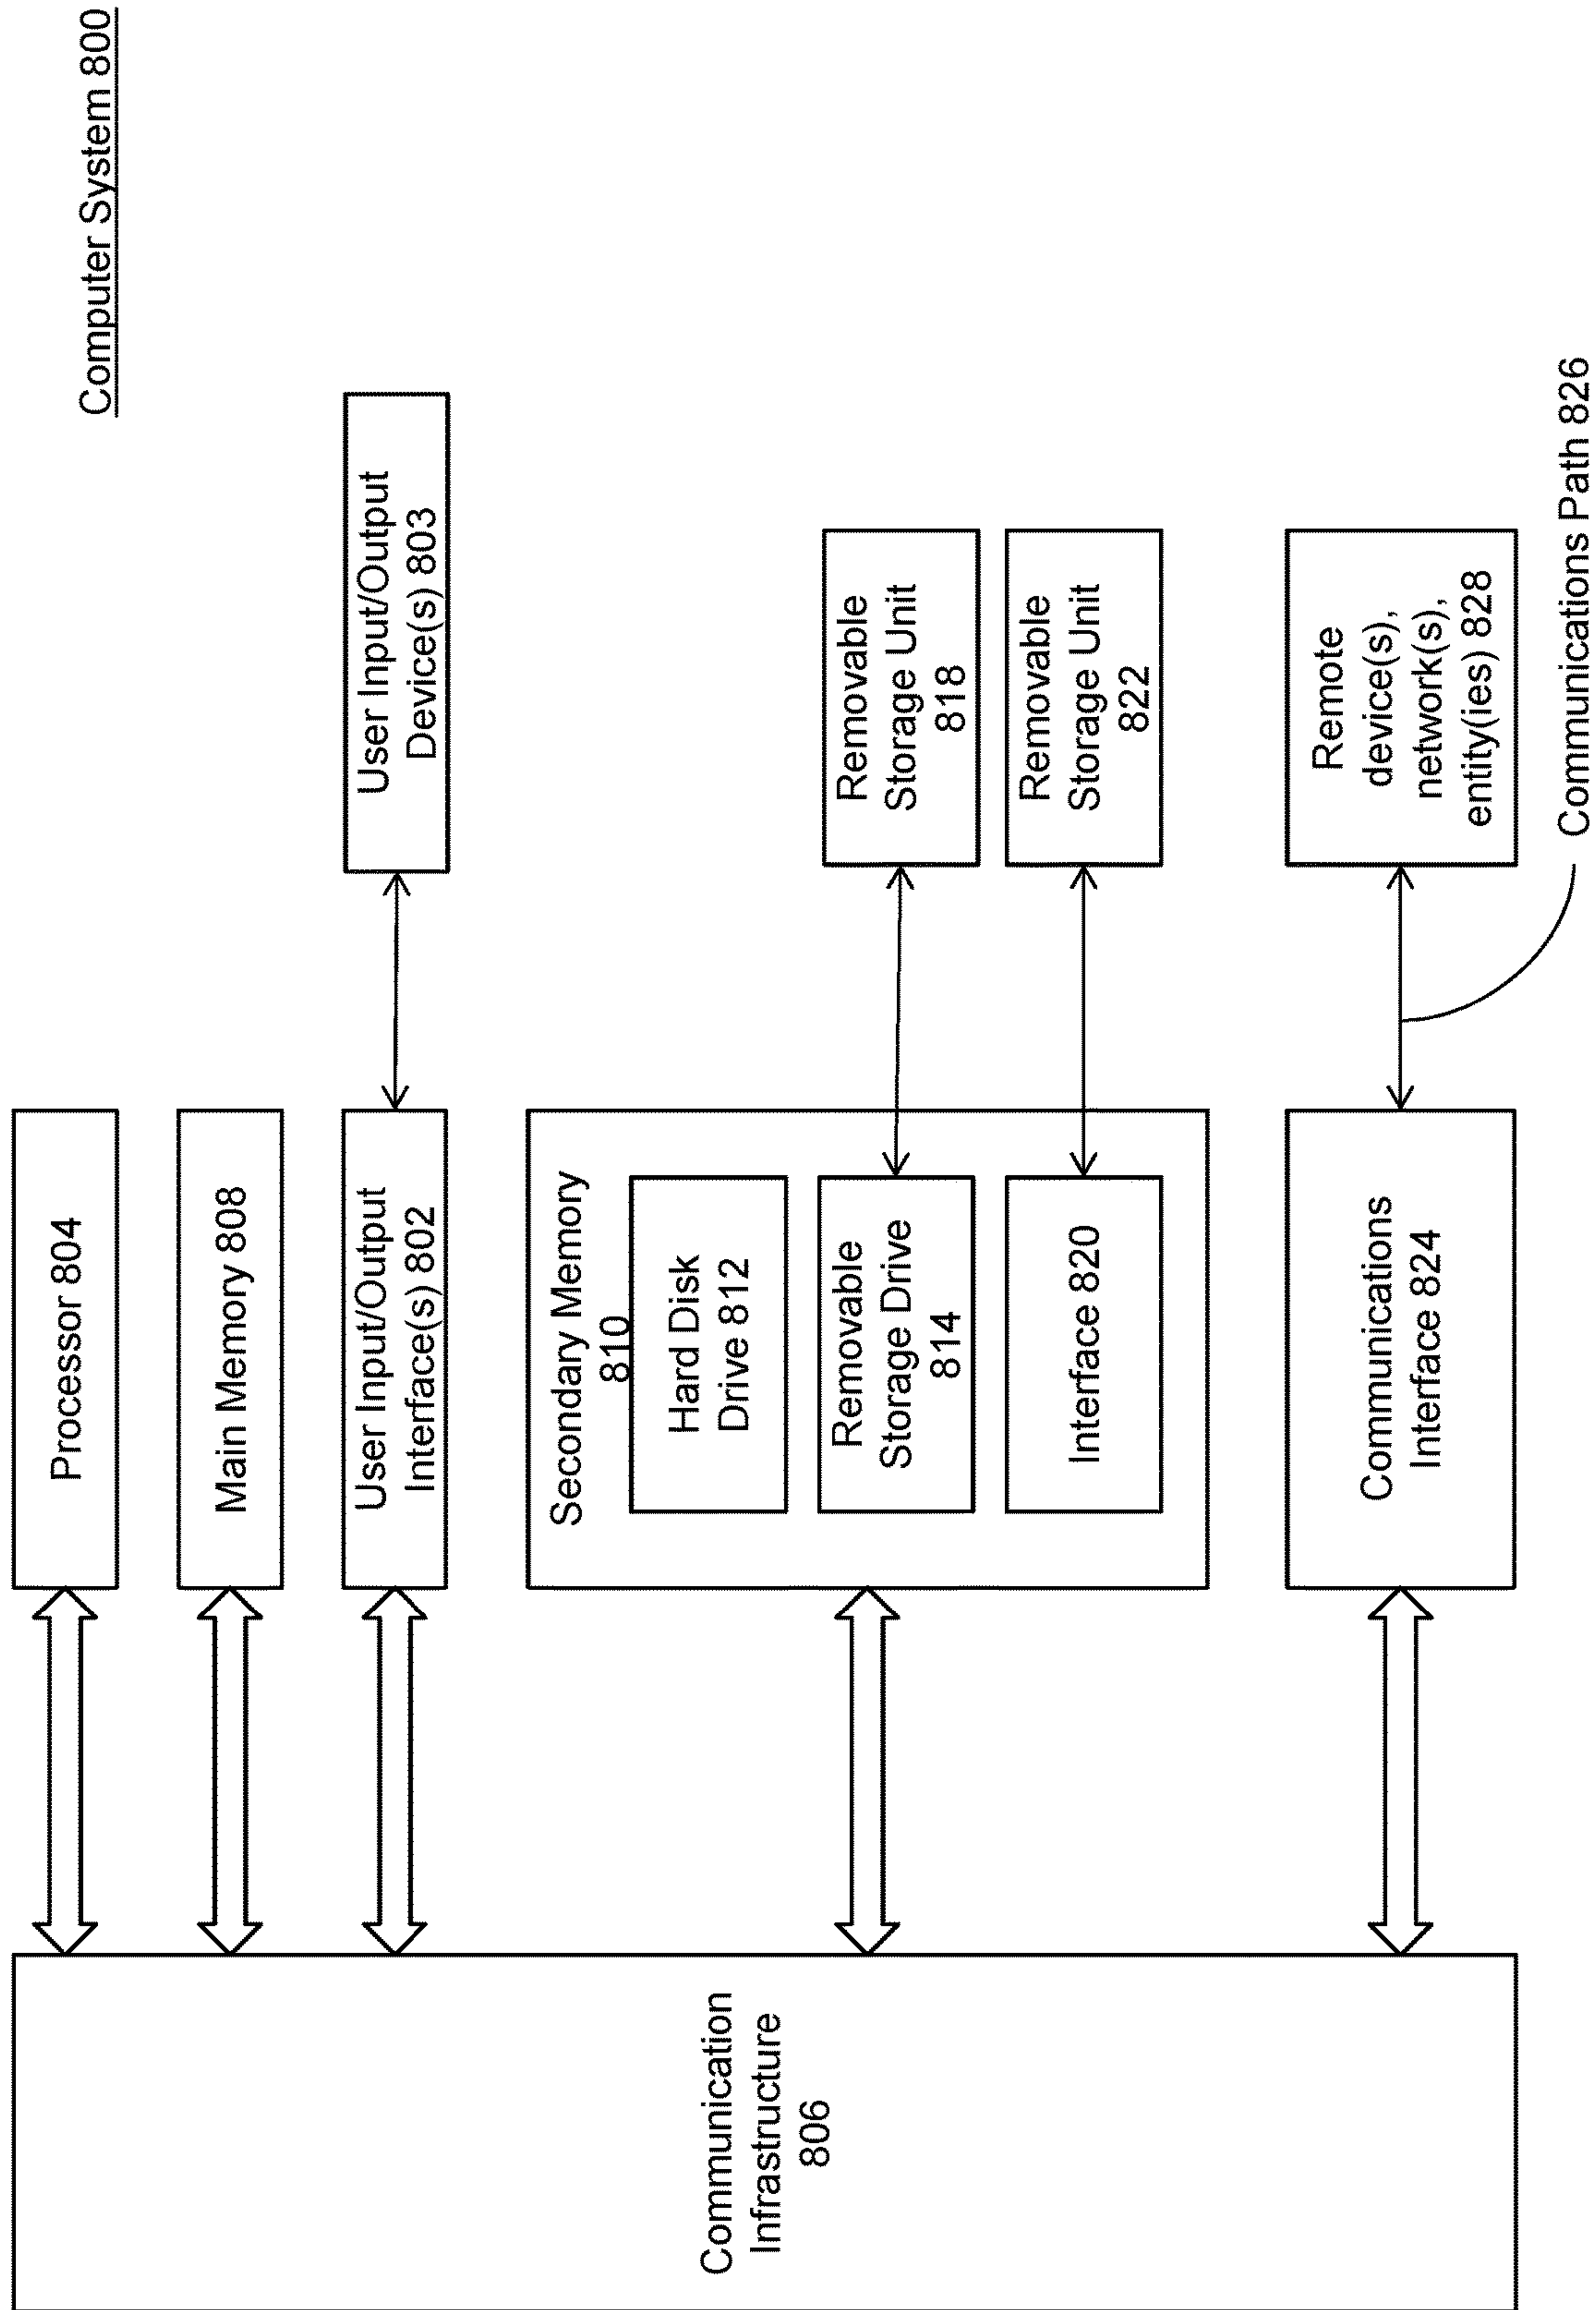 Computer System 800
Processor 804
Main Memory 808
User Input/Output
Interface(s) 802
User Input/Output
Device(s) 803
Secondary Memory
810
Hard Disk
Drive 812
Removable
Storage Drive
814
Removable
Storage Unit
818
Interface 820
Removable
Storage Unit
822
Communication
Infrastructure
806
Communications
Interface 824
Remote
device(s),
network(s),
entity(ies) 828
Communications Path 826